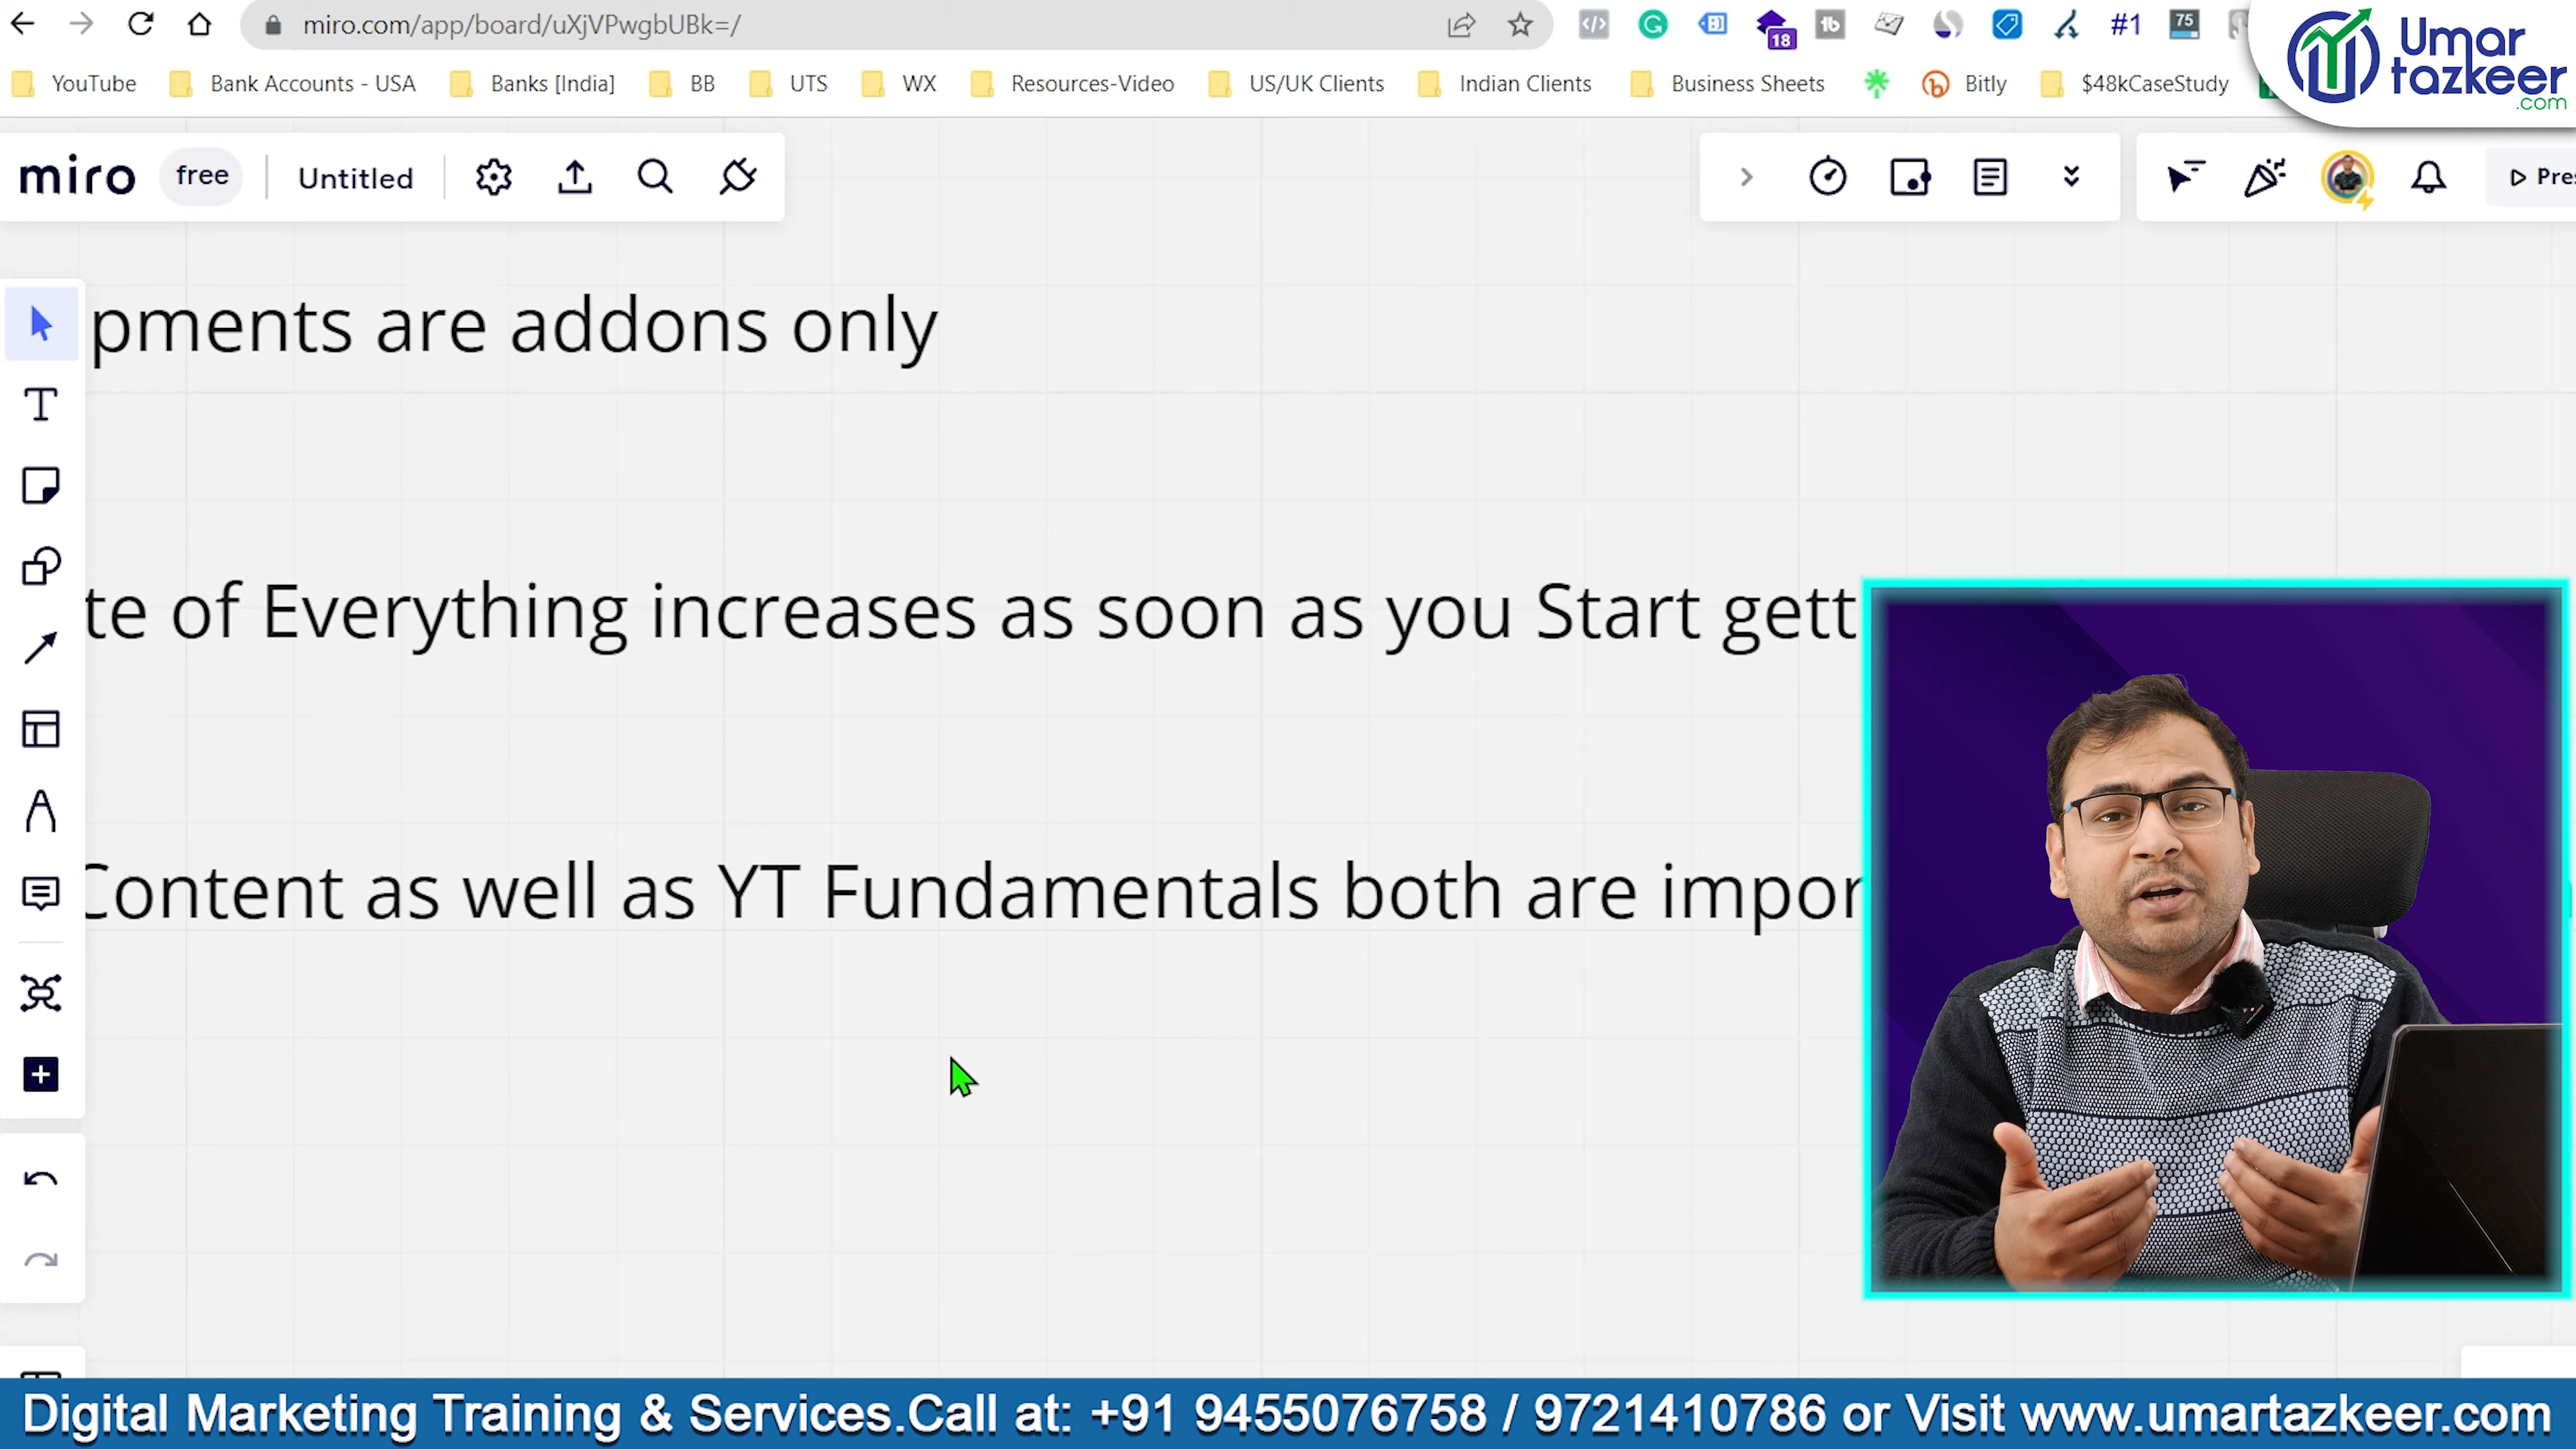 miro.com/app/board/uXjVPwgbUBk=/
18
#1
75
Umar
tazkeer
.com
YouTube
Bank Accounts - USA
Banks [India]
BB
UTS
WX
Resources-Video
US/UK Clients
Indian Clients
Business Sheets
Bitly
$48kCaseStudy
miro
free
Untitled
Pres
pments are addons only
te of Everything increases as soon as you Start gett
Content as well as YT Fundamentals both are impor
Digital Marketing Training & Services.Call at: +91 9455076758 / 9721410786 or Visit www.umartazkeer.com